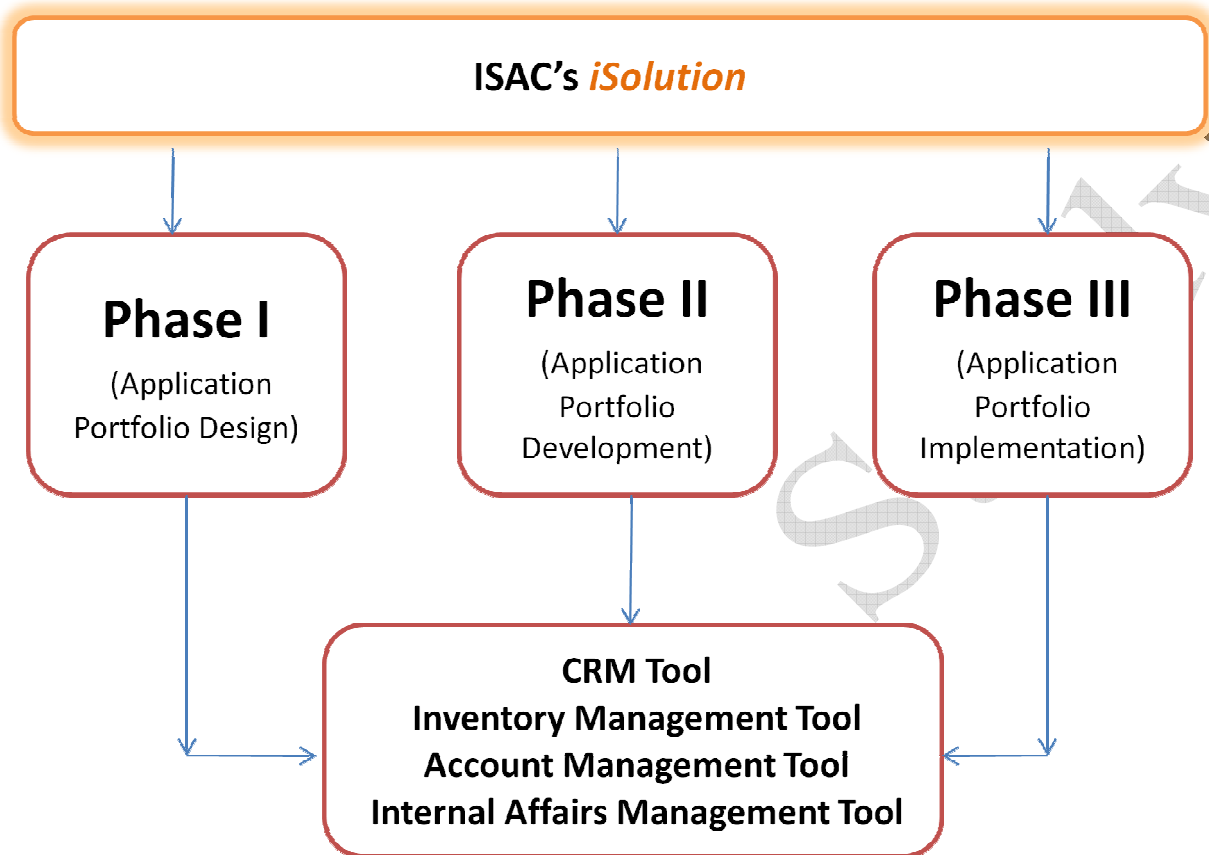 ISAC's iSolution
Phase I
(Application
Portfolio Design)
Phase II
(Application
Portfolio
Development)
Phase III
(Application
Portfolio
Implementation)
CRM Tool
Inventory Management Tool
Account Management Tool
Internal Affairs Management Tool